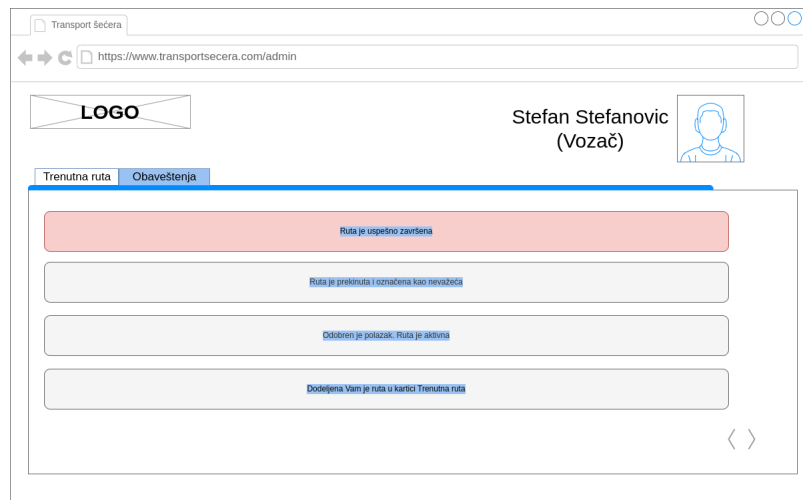 Transport šećera
https://www.transportsecera.com/admin
LOGO
Stefan Stefanovic
(Vozač)
Trenutna ruta
Obaveštenja
Ruta je uspešno završena
Ruta je prekinuta i označena kao nevažeća
Odobren je polazak. Ruta je aktivna
Dodeljena Vam je ruta u kartici Trenutna ruta